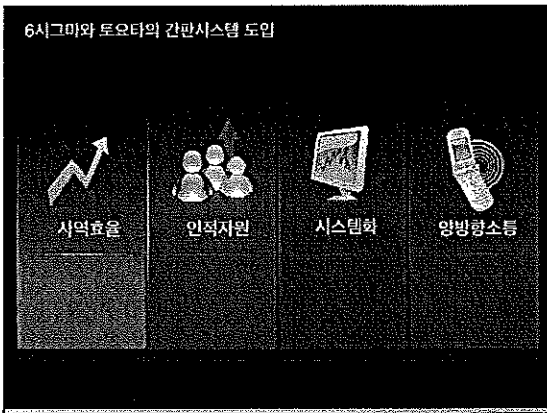 6시그마와 토요타의 간판시스템 도입
사역효율
인적자원
시스템화
양방향소통